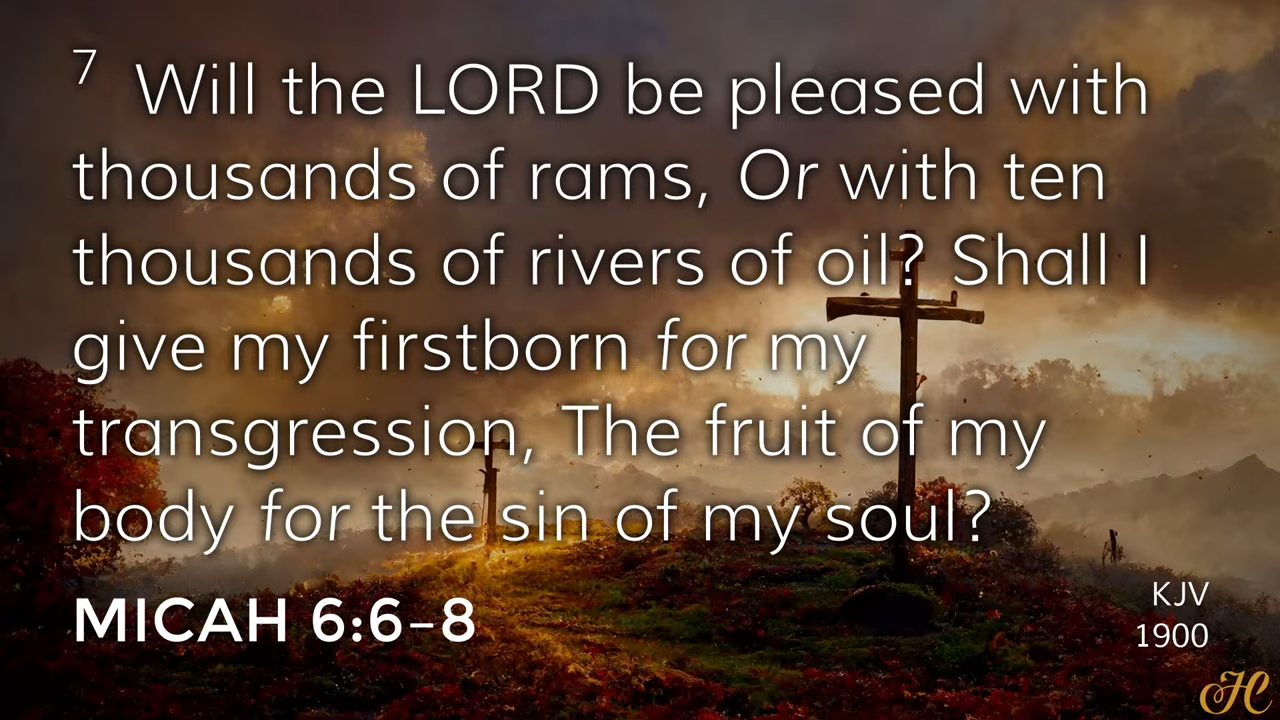 7 Will the LORD be pleased with
thousands of rams, Or with ten
thousands of rivers of oil? Shall I
give my firstborn for my
transgression, The fruit of my
body for the sin of my soul?
MICAH 6:6–8
KJV
1900
HC